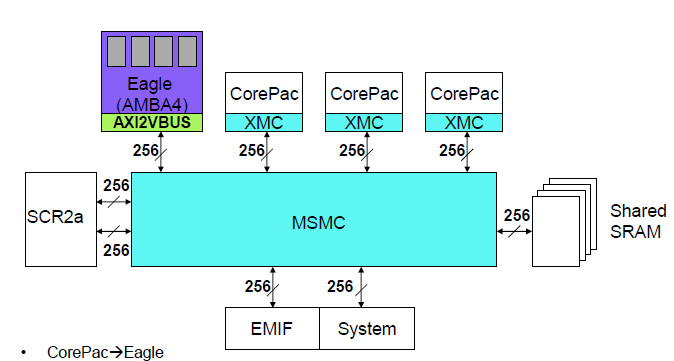 Eagle
(AMBA4)
AXI2VBUS
CorePac
XMC
CorePac
XMC
CorePac
XMC
256
256
256
256
SCR2a
256
256
MSMC
256
Shared
SRAM
256
256
EMIF
System
• CorePac→Eagle